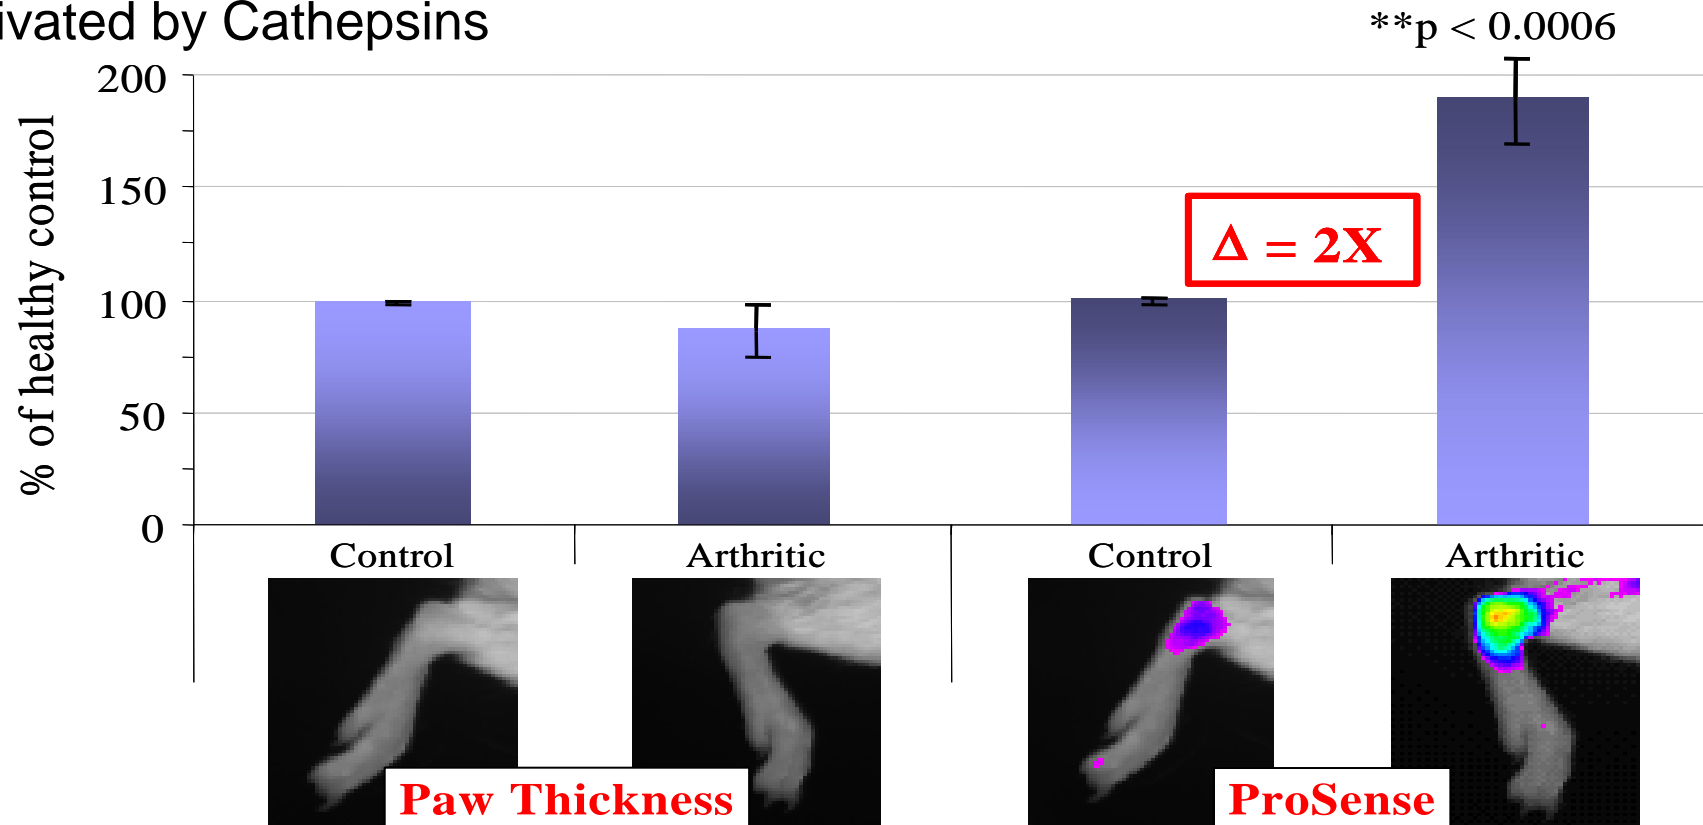 ivated by Cathepsins
**p < 0.0006
% of healthy control
200
150
100
50
0
Δ = 2X
Control
Arthritic
Control
Arthritic
Paw Thickness
ProSense